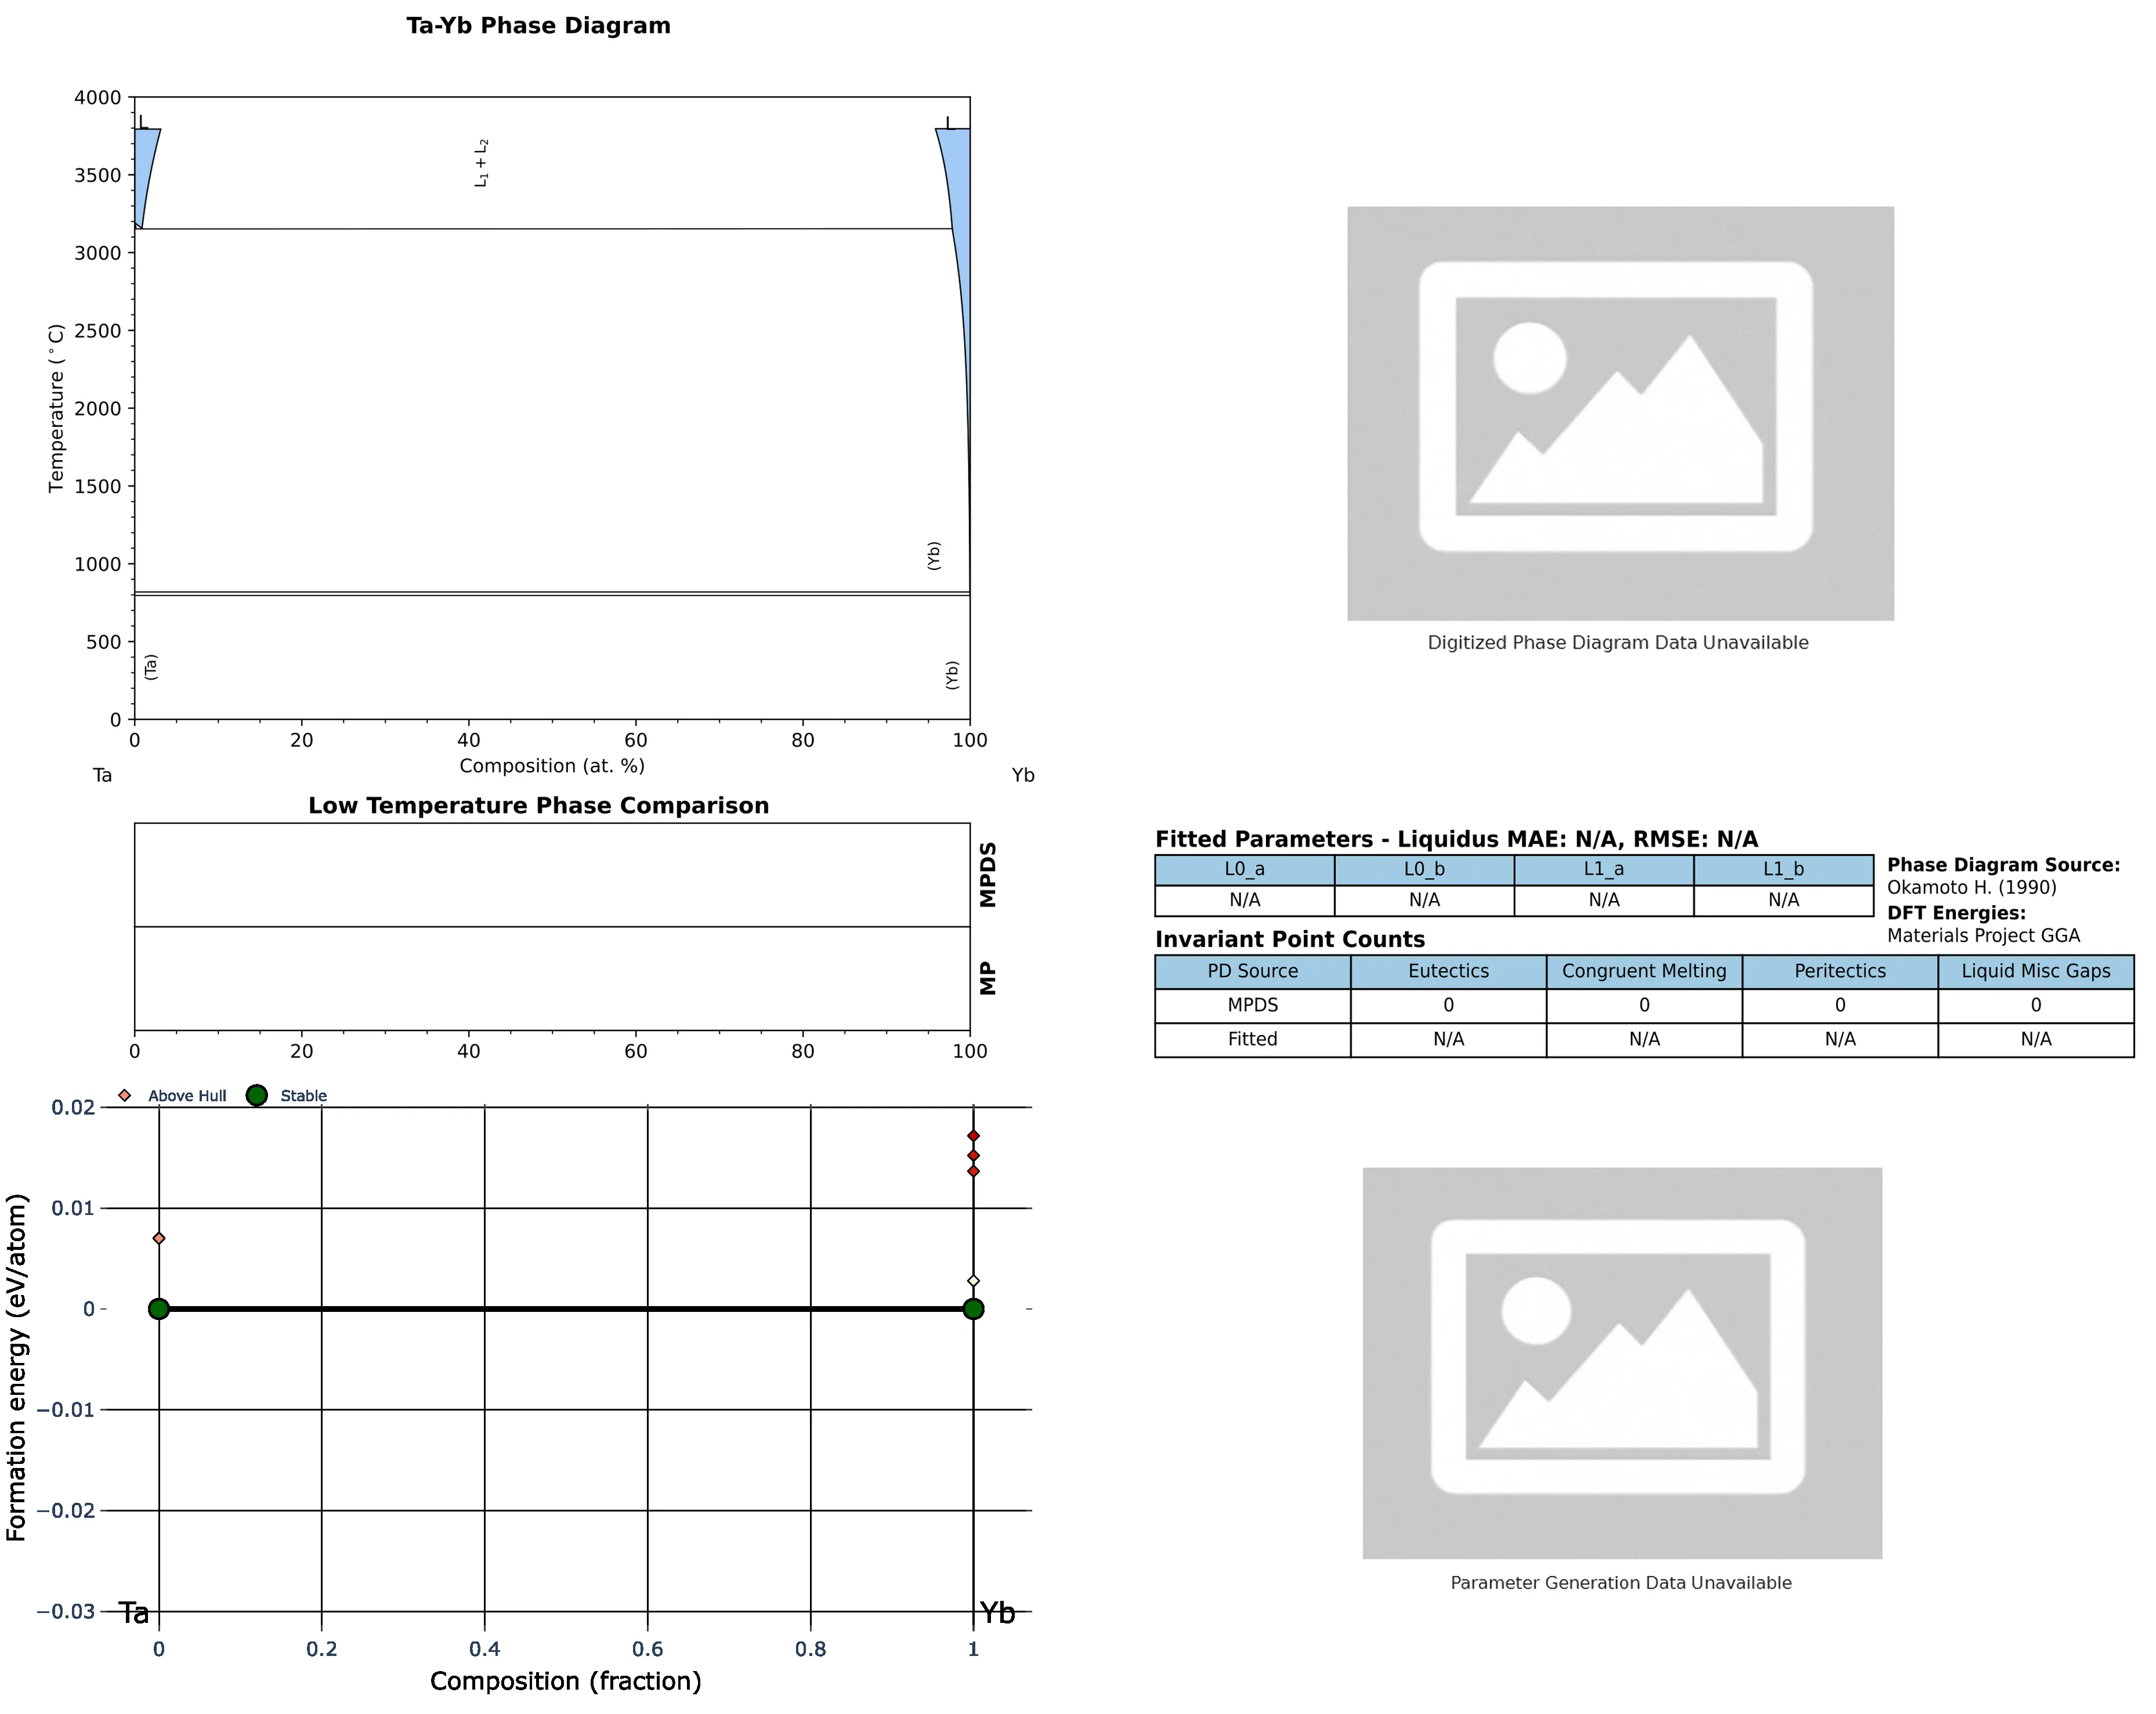 Ta-Yb Phase Diagram
4000
3500
3000
2500
2000
1500
1000
500
0
Temperature (°C)
L
L
L₁ + L₂
(Yb)
(Ta)
(Yb)
0 20 40 60 80 100
Composition (at. %)
Ta Yb
Digitized Phase Diagram Data Unavailable
Low Temperature Phase Comparison
MPDS
MP
0 20 40 60 80 100
Fitted Parameters - Liquidus MAE: N/A, RMSE: N/A
L0_a L0_b L1_a L1_b
N/A N/A N/A N/A
Phase Diagram Source:
Okamoto H. (1990)
DFT Energies:
Materials Project GGA
Invariant Point Counts
PD Source Eutectics Congruent Melting Peritectics Liquid Misc Gaps
MPDS 0 0 0 0
Fitted N/A N/A N/A N/A
Above Hull Stable
0.02
0.01
0
−0.01
−0.02
−0.03
Formation energy (eV/atom)
Ta Yb
0 0.2 0.4 0.6 0.8 1
Composition (fraction)
Parameter Generation Data Unavailable